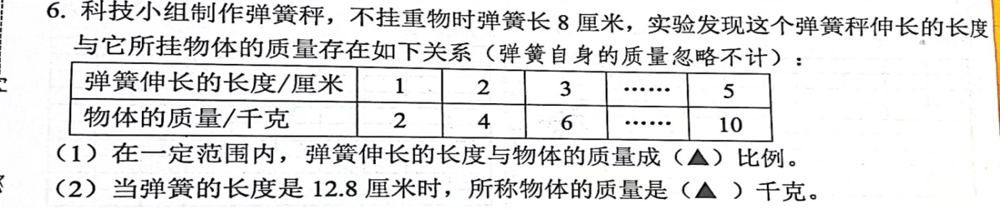 6. 科技小组制作弹簧秤，不挂重物时弹簧长 8 厘米，实验发现这个弹簧秤伸长的长度
与它所挂物体的质量存在如下关系（弹簧自身的质量忽略不计）：
弹簧伸长的长度/厘米 1 2 3 …… 5
物体的质量/千克 2 4 6 …… 10
（1）在一定范围内，弹簧伸长的长度与物体的质量成（▲）比例。
（2）当弹簧的长度是 12.8 厘米时，所称物体的质量是（▲ ）千克。